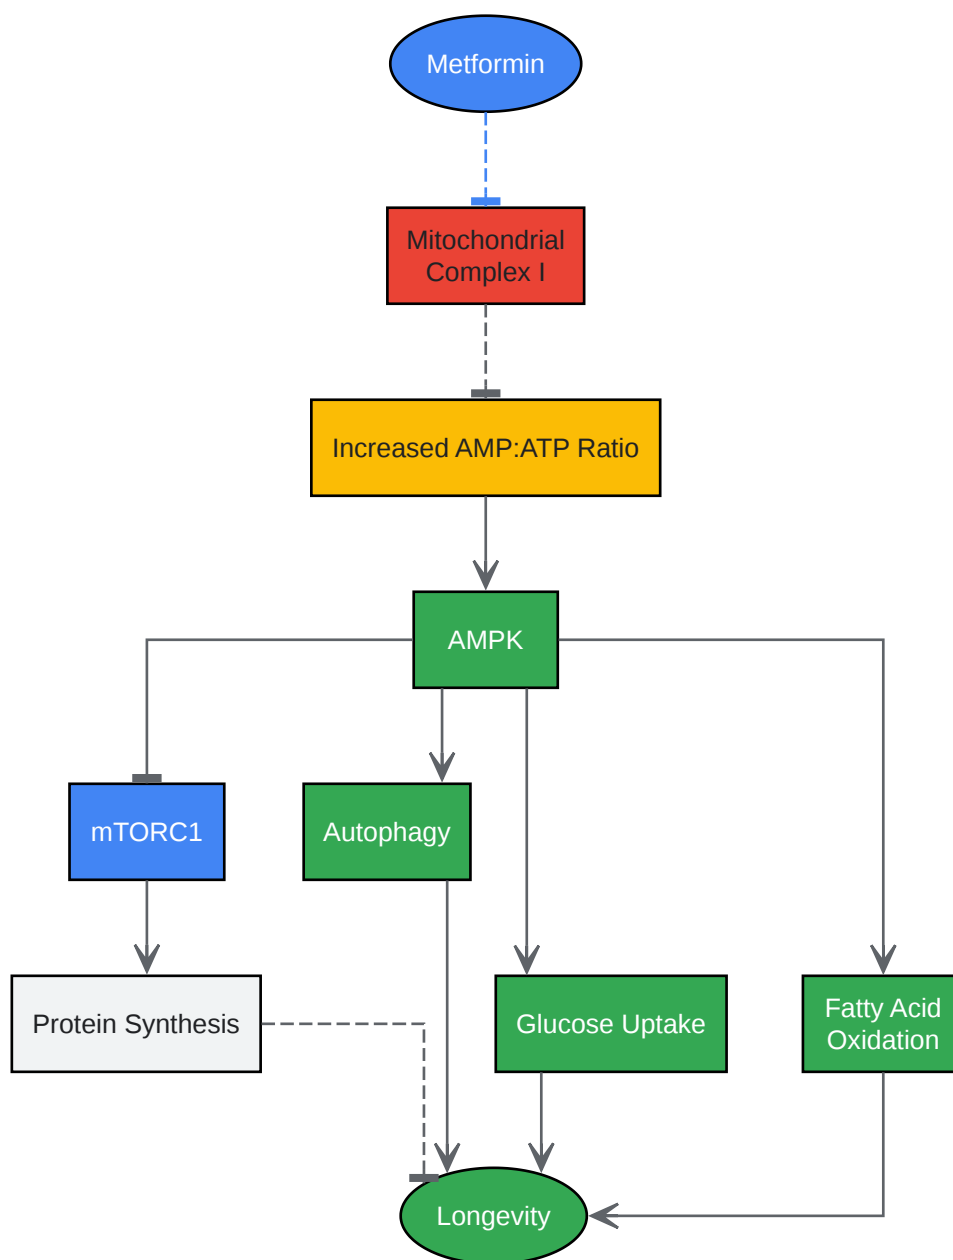 Metformin
Mitochondrial
Complex I
Increased AMP:ATP Ratio
AMPK
mTORC1
Autophagy
Protein Synthesis
Glucose Uptake
Fatty Acid
Oxidation
Longevity